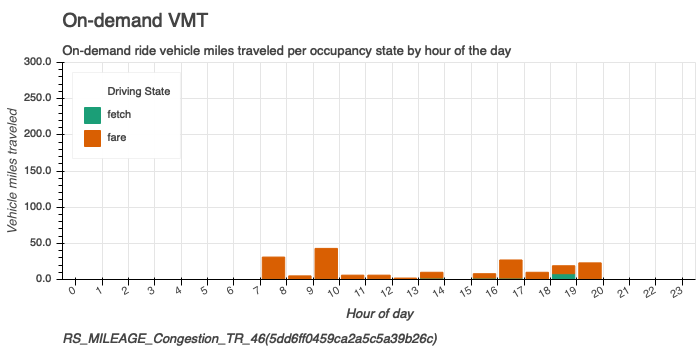 On-demand VMT
On-demand ride vehicle miles traveled per occupancy state by hour of the day
Vehicle miles traveled
300.0
250.0
200.0
150.0
100.0
50.0
0.0
Driving State
fetch
fare
0 1 2 3 4 5 6 7 8 9 10 11 12 13 14 15 16 17 18 19 20 21 22 23
Hour of day
RS_MILEAGE_Congestion_TR_46(5dd6ff0459ca2a5c5a39b26c)